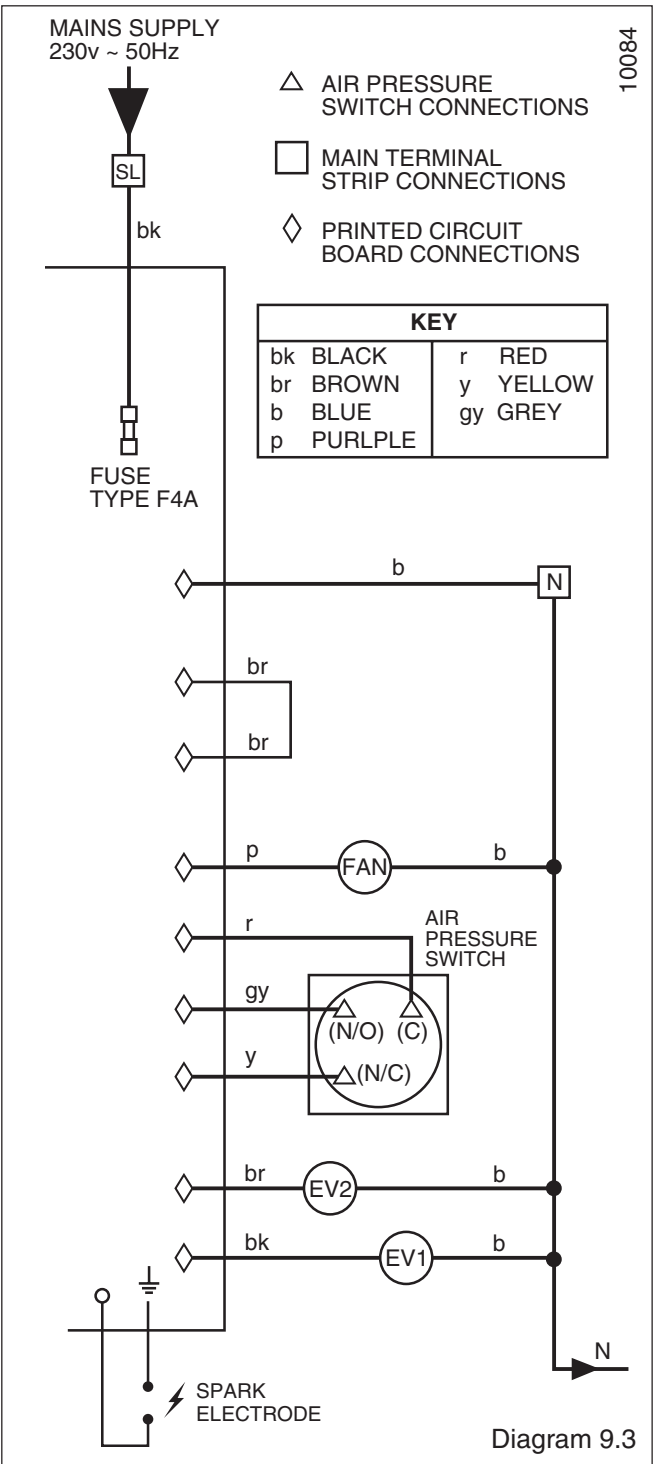 MAINS SUPPLY
230v ~ 50Hz
10084
AIR PRESSURE
SWITCH CONNECTIONS
SL
MAIN TERMINAL
STRIP CONNECTIONS
bk
PRINTED CIRCUIT
BOARD CONNECTIONS
KEY
bk BLACK
br BROWN
b BLUE
p PURLPLE
r RED
y YELLOW
gy GREY
FUSE
TYPE F4A
b
N
br
br
p
FAN
b
r
AIR
PRESSURE
SWITCH
gy
(N/O) (C)
y
(N/C)
br
EV2
b
bk
EV1
b
N
SPARK
ELECTRODE
Diagram 9.3